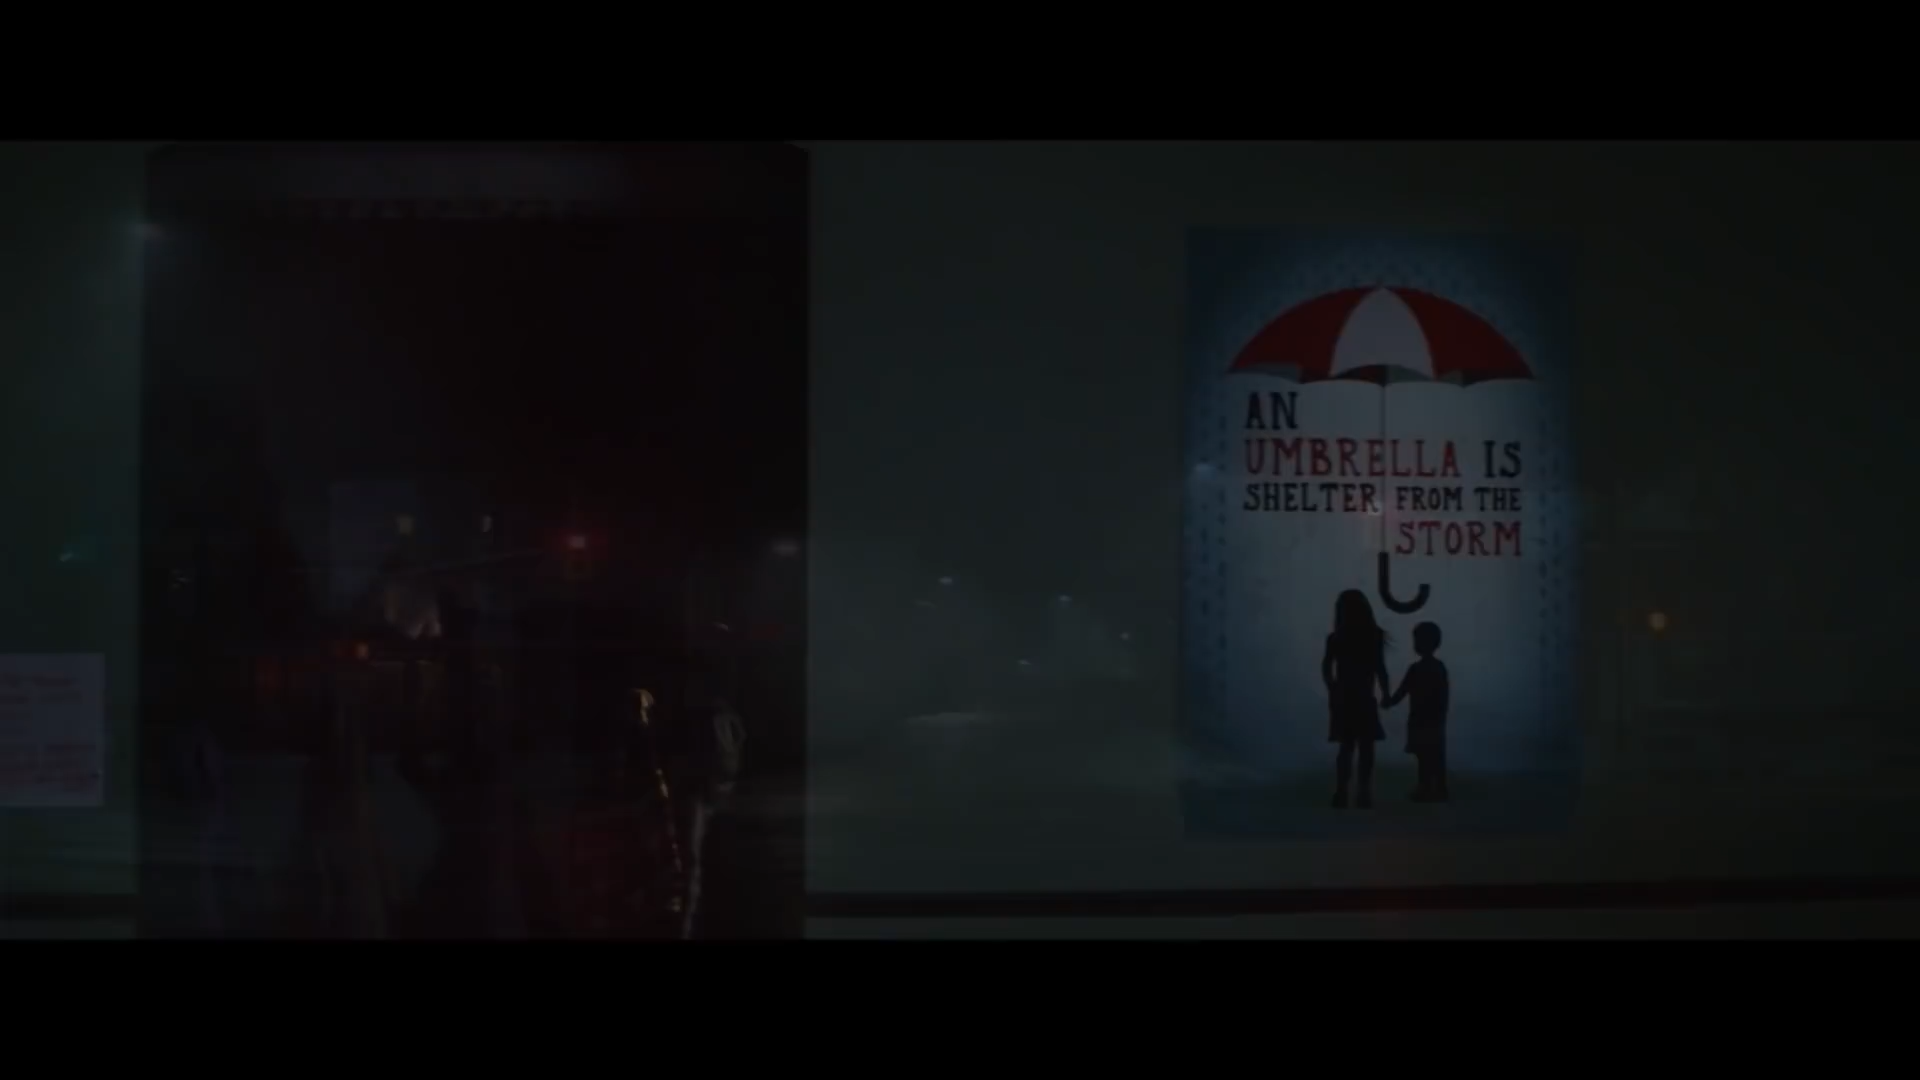 AN
UMBRELLA IS
SHELTER FROM THE
STORM